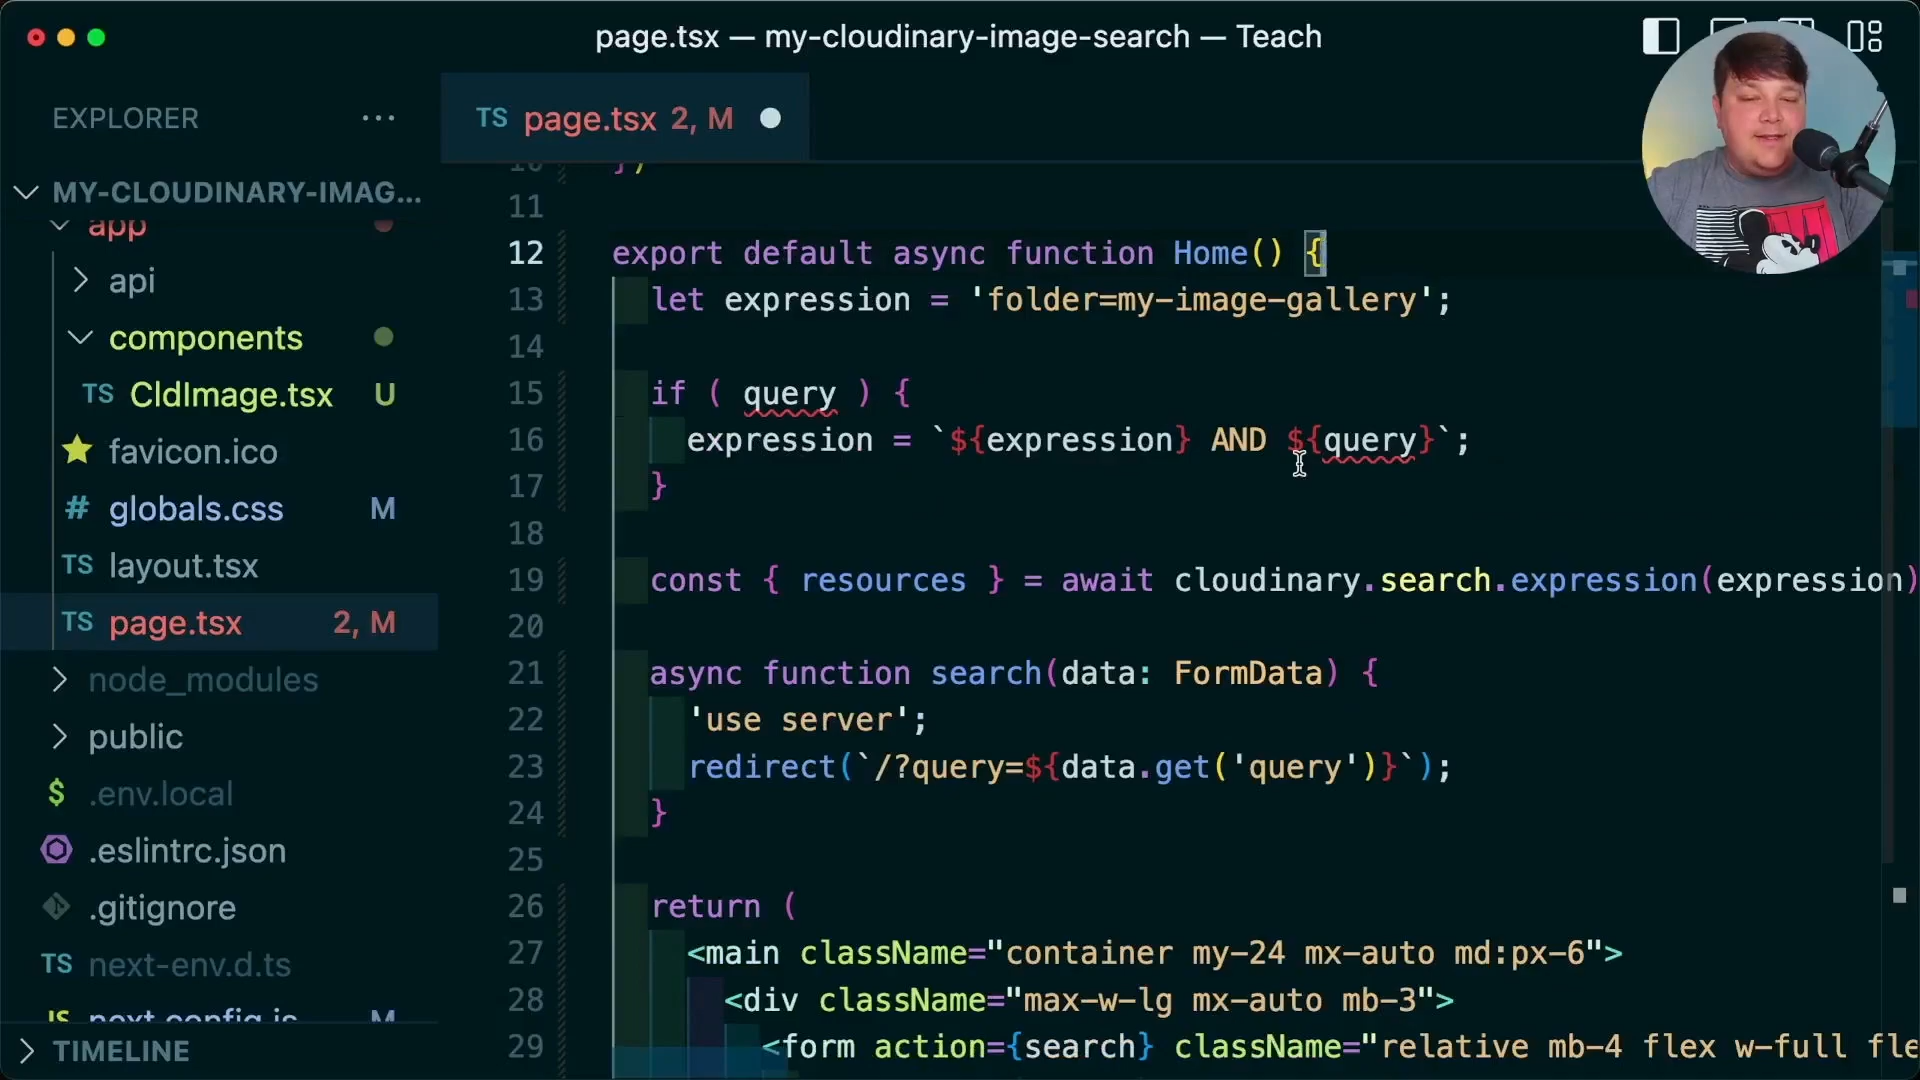 page.tsx — my-cloudinary-image-search — Teach
EXPLORER ...
TS page.tsx 2, M
MY-CLOUDINARY-IMAG...
app
api
components
TS CldImage.tsx U
favicon.ico
# globals.css M
TS layout.tsx
TS page.tsx 2, M
node_modules
public
$ .env.local
.eslintrc.json
.gitignore
TS next-env.d.ts
JS next.config.js M
TIMELINE
10 })
11
12 export default async function Home() {
13 let expression = 'folder=my-image-gallery';
14
15 if ( query ) {
16 expression = `${expression} AND ${query}`;
17 }
18
19 const { resources } = await cloudinary.search.expression(expression)
20
21 async function search(data: FormData) {
22 'use server';
23 redirect(`/?query=${data.get('query')}`);
24 }
25
26 return (
27 <main className="container my-24 mx-auto md:px-6">
28 <div className="max-w-lg mx-auto mb-3">
29 <form action={search} className="relative mb-4 flex w-full fle